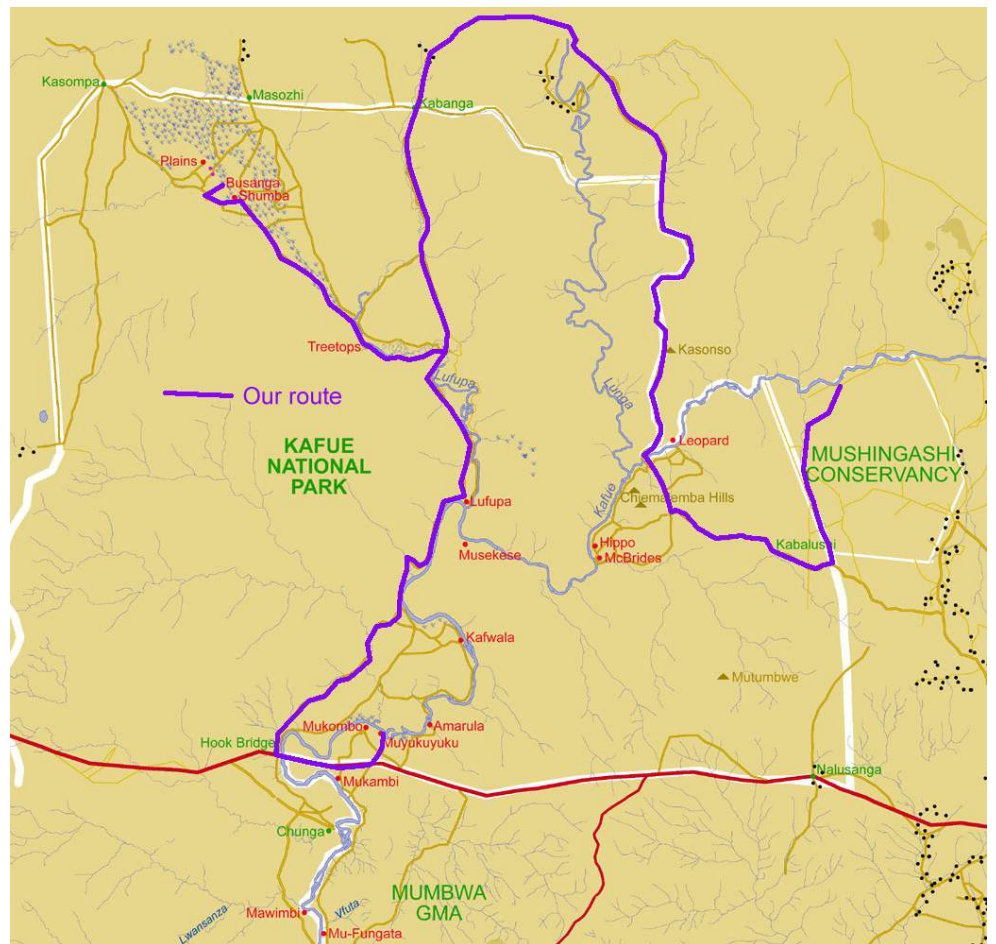 Kasompa
Masozhi
Kabanga
Plains
Busanga
Shumba
Treetops
Kasonso
Lufupa
Lunga
Our route
Leopard
KAFUE
NATIONAL
PARK
MUSHINGASHI
CONSERVANCY
Kafue
Chiematemba Hills
Lufupa
Musekese
Hippo
McBrides
Kabalushi
Kafwala
Mutumbwe
Mukombo
Amarula
Muyukuyuku
Hook Bridge
Mukambi
Nalusanga
Chunga
MUMBWA
GMA
Mawimbi
Vfuta
Lwansanza
Mu-Fungata